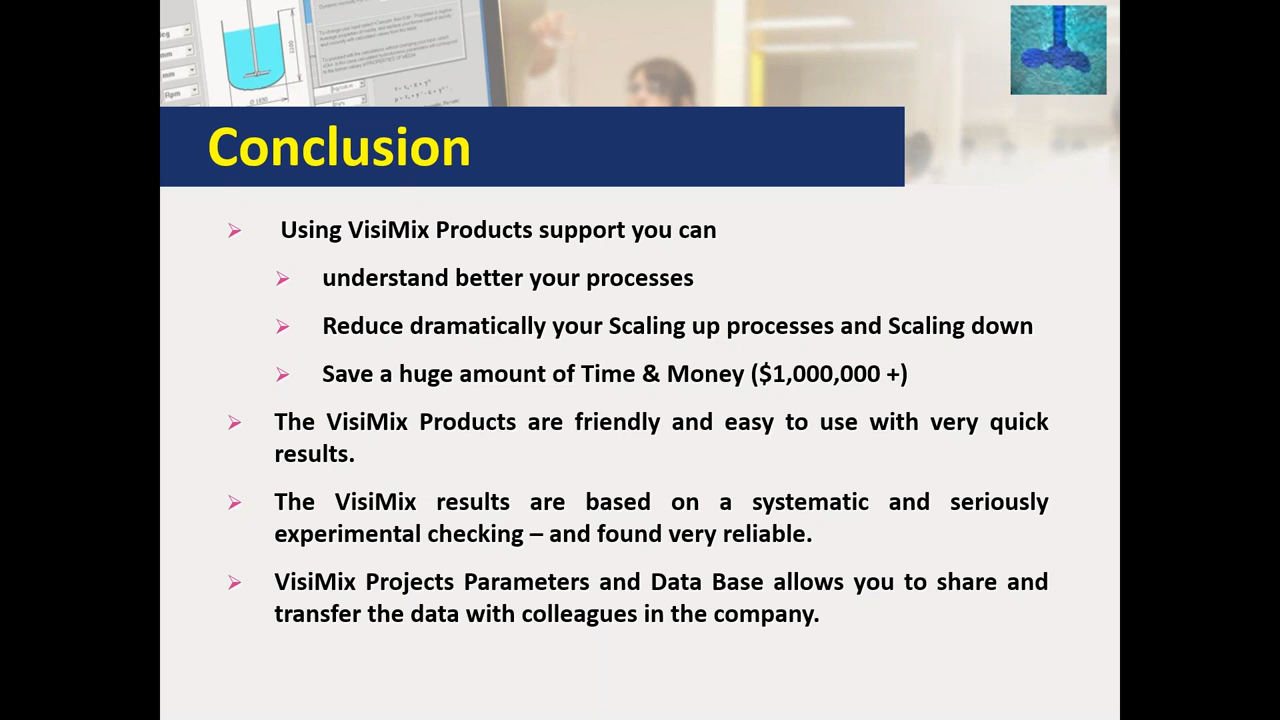 Conclusion
Using VisiMix Products support you can
understand better your processes
Reduce dramatically your Scaling up processes and Scaling down
Save a huge amount of Time & Money ($1,000,000 +)
The VisiMix Products are friendly and easy to use with very quick
results.
The VisiMix results are based on a systematic and seriously
experimental checking – and found very reliable.
VisiMix Projects Parameters and Data Base allows you to share and
transfer the data with colleagues in the company.